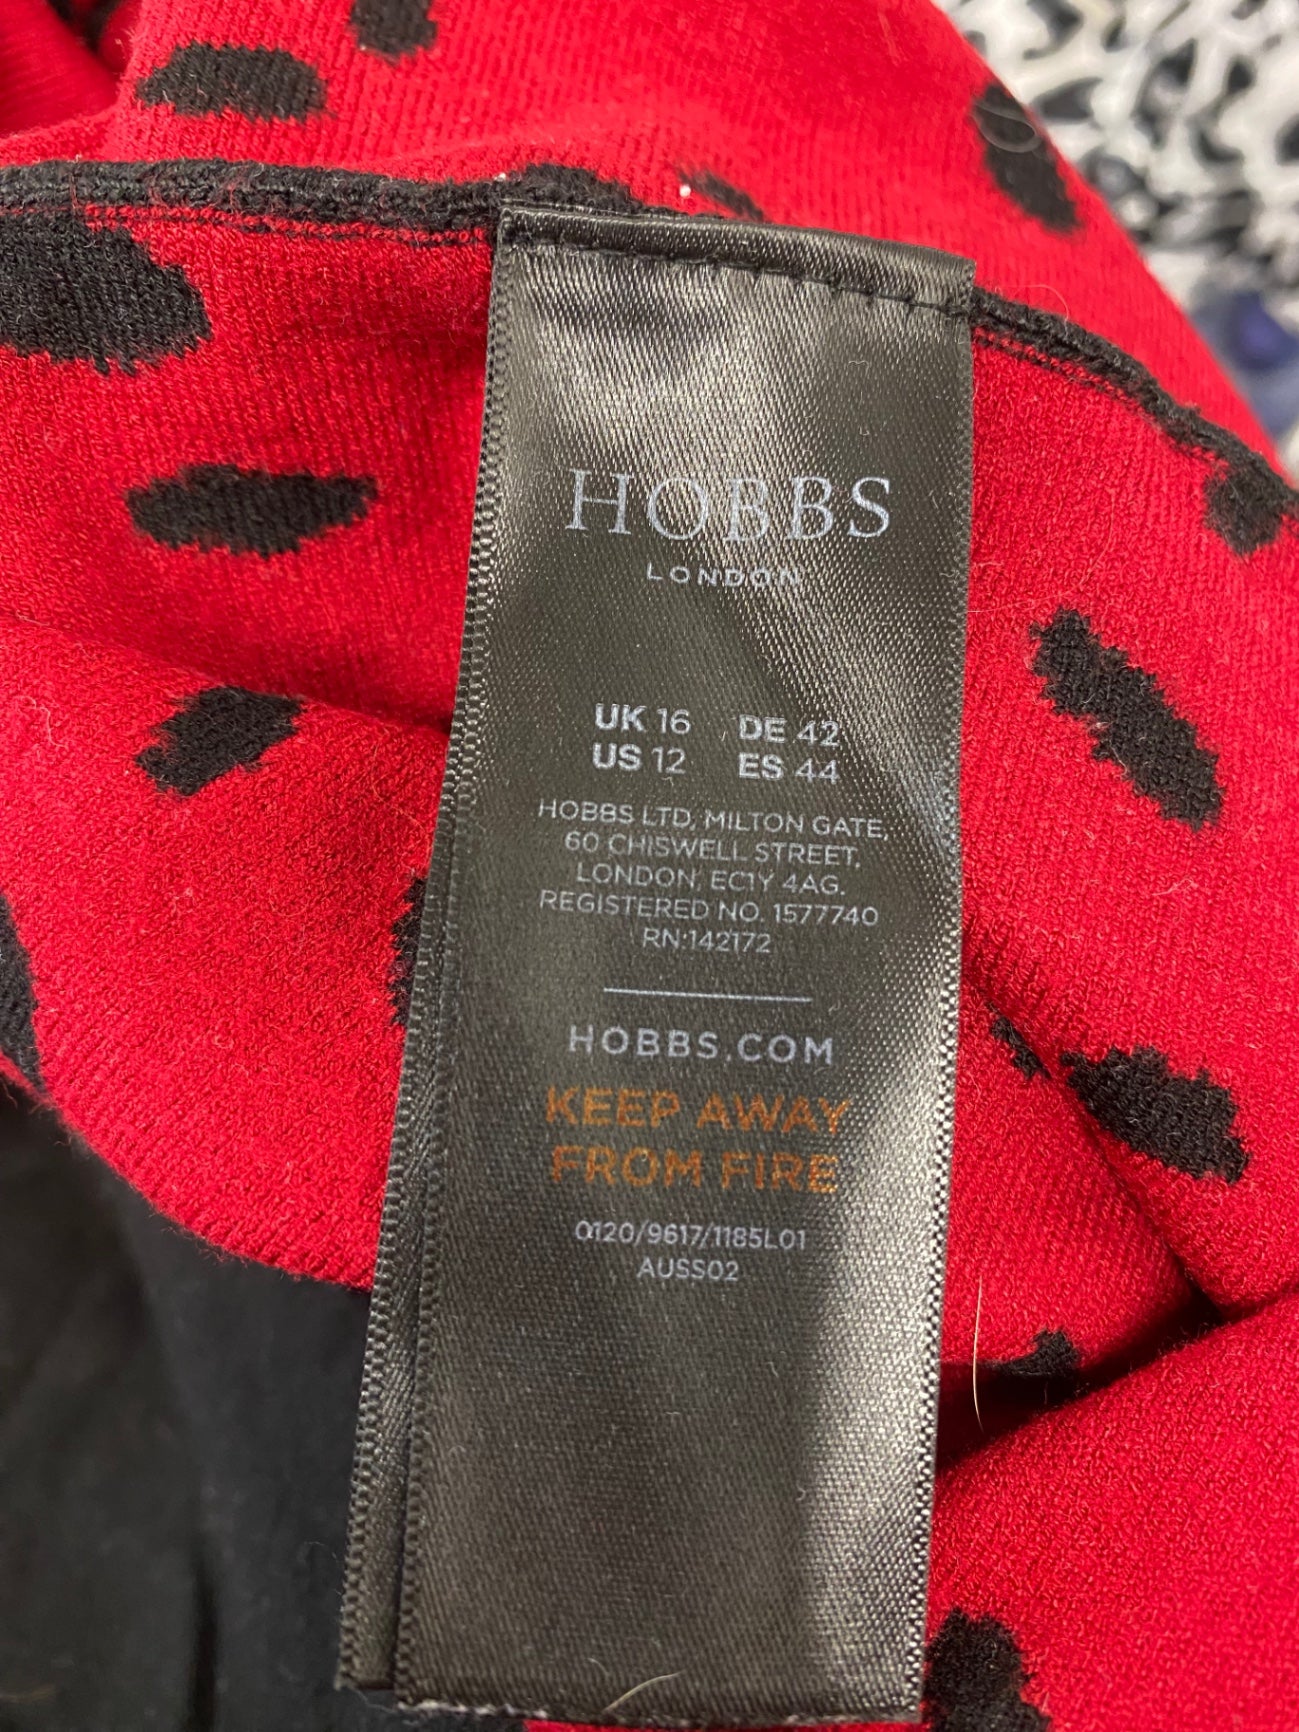 HOBBS
LONDON
UK 16 DE 42
US 12 ES 44
HOBBS LTD, MILTON GATE,
60 CHISWELL STREET,
LONDON, EC1Y 4AG.
REGISTERED NO. 1577740
RN:142172
HOBBS.COM
KEEP AWAY
FROM FIRE
0120/9617/1185L01
AUSS02